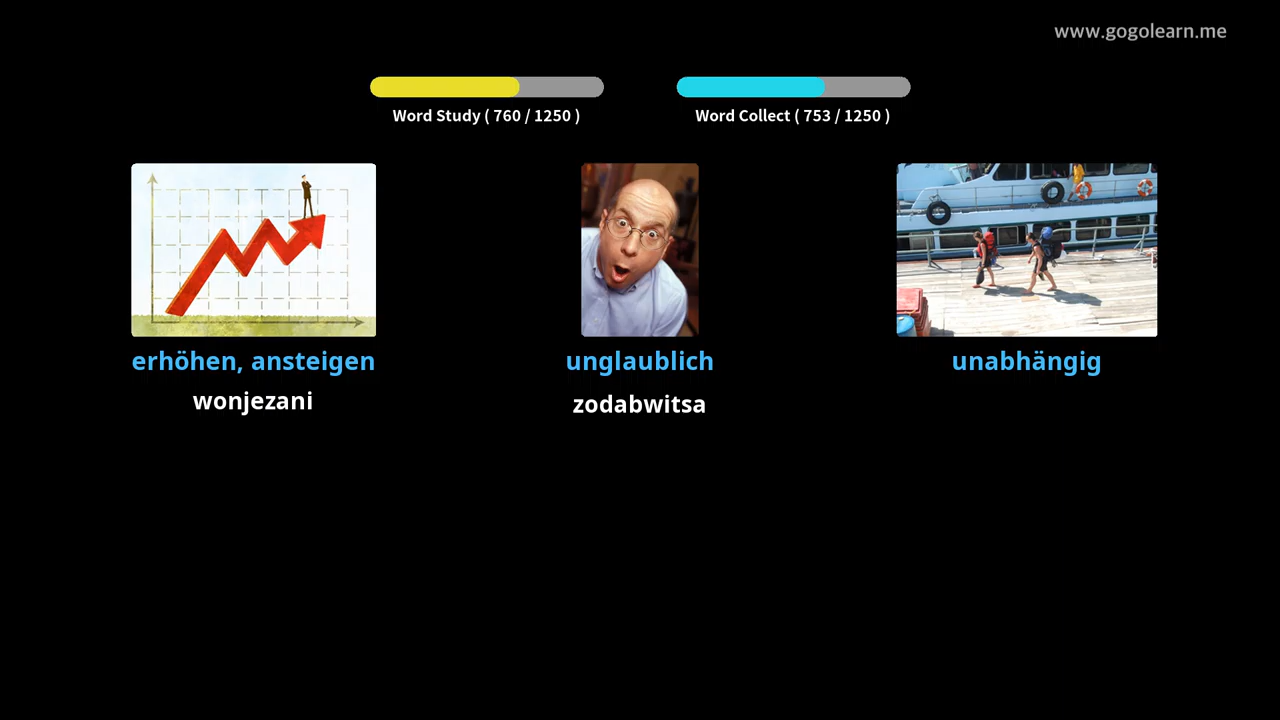 www.gogolearn.me
Word Study ( 760 / 1250 )
Word Collect ( 753 / 1250 )
erhöhen, ansteigen
unglaublich
unabhängig
wonjezani
zodabwitsa